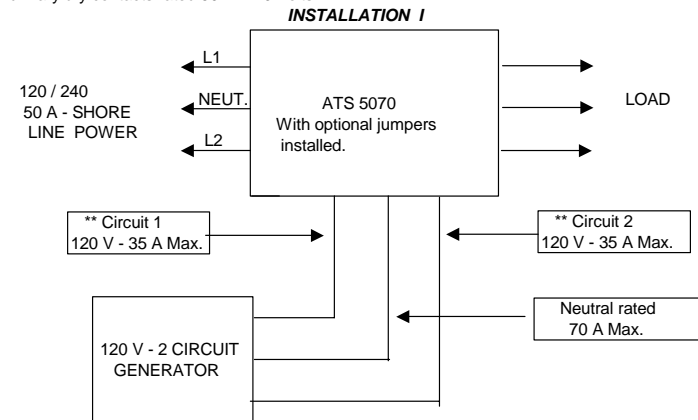 INSTALLATION I
L1
120 / 240
50 A - SHORE
LINE POWER
NEUT.
L2
ATS 5070
With optional jumpers
installed.
LOAD
** Circuit 1
120 V - 35 A Max.
** Circuit 2
120 V - 35 A Max.
Neutral rated
70 A Max.
120 V - 2 CIRCUIT
GENERATOR